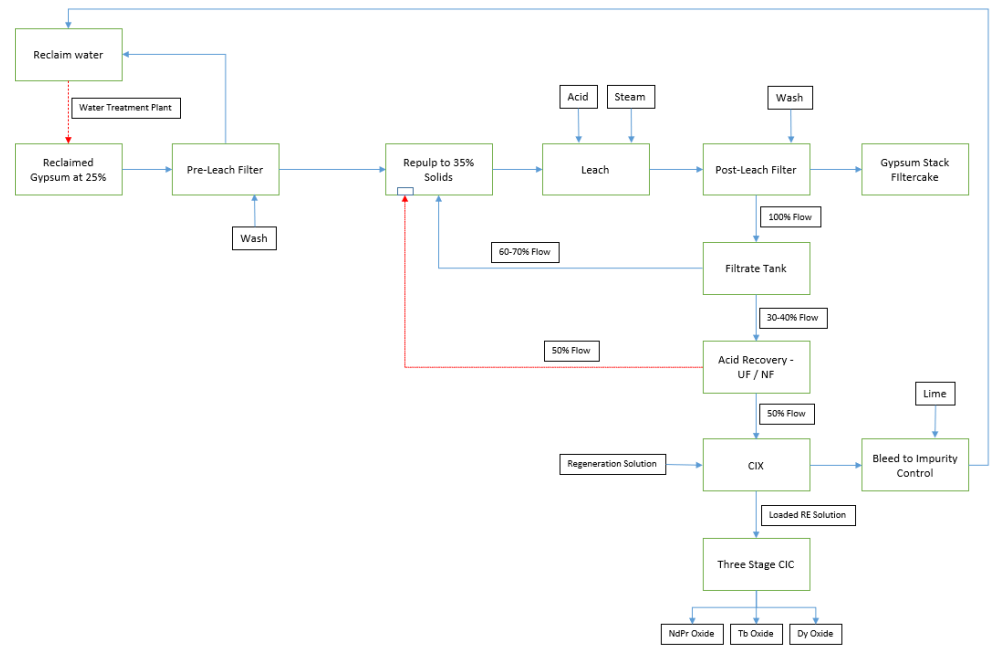 Reclaim water
Water Treatment Plant
Acid
Steam
Wash
Reclaimed
Gypsum at 25%
Pre-Leach Filter
Repulp to 35%
Solids
Leach
Post-Leach Filter
Gypsum Stack
FIltercake
Wash
100% Flow
60-70% Flow
Filtrate Tank
30-40% Flow
50% Flow
Acid Recovery -
UF / NF
Lime
50% Flow
Regeneration Solution
CIX
Bleed to Impurity
Control
Loaded RE Solution
Three Stage CIC
NdPr Oxide
Tb Oxide
Dy Oxide